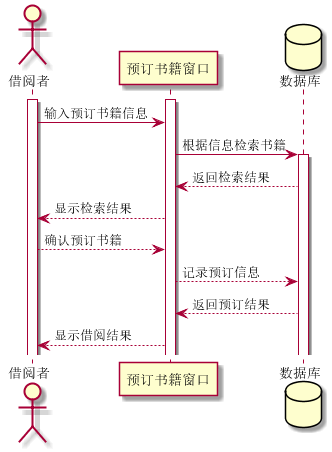 借阅者
预订书籍窗口
数据库
输入预订书籍信息
根据信息检索书籍
返回检索结果
显示检索结果
确认预订书籍
记录预订信息
返回预订结果
显示借阅结果
借阅者
预订书籍窗口
数据库